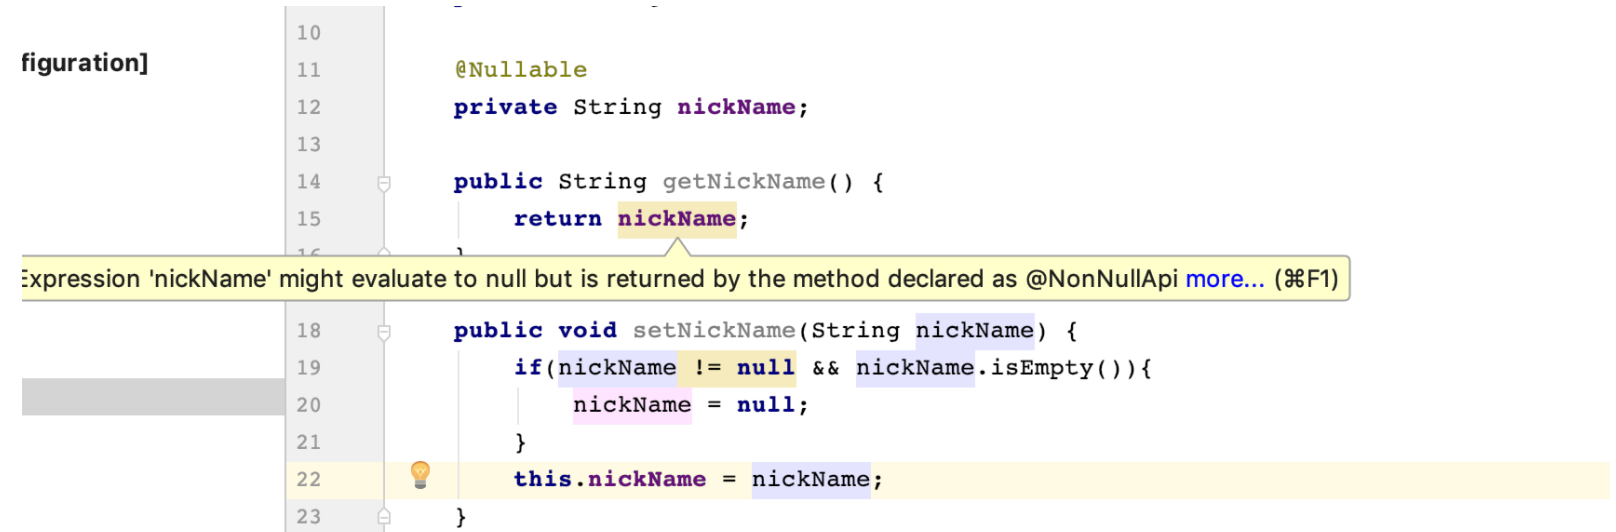 10
figuration]
11 @Nullable
12 private String nickName;
13
14 public String getNickName() {
15 return nickName;
Expression 'nickName' might evaluate to null but is returned by the method declared as @NonNullApi more... (⌘F1)
18 public void setNickName(String nickName) {
19 if(nickName != null && nickName.isEmpty()){
20 nickName = null;
21 }
22 this.nickName = nickName;
23 }